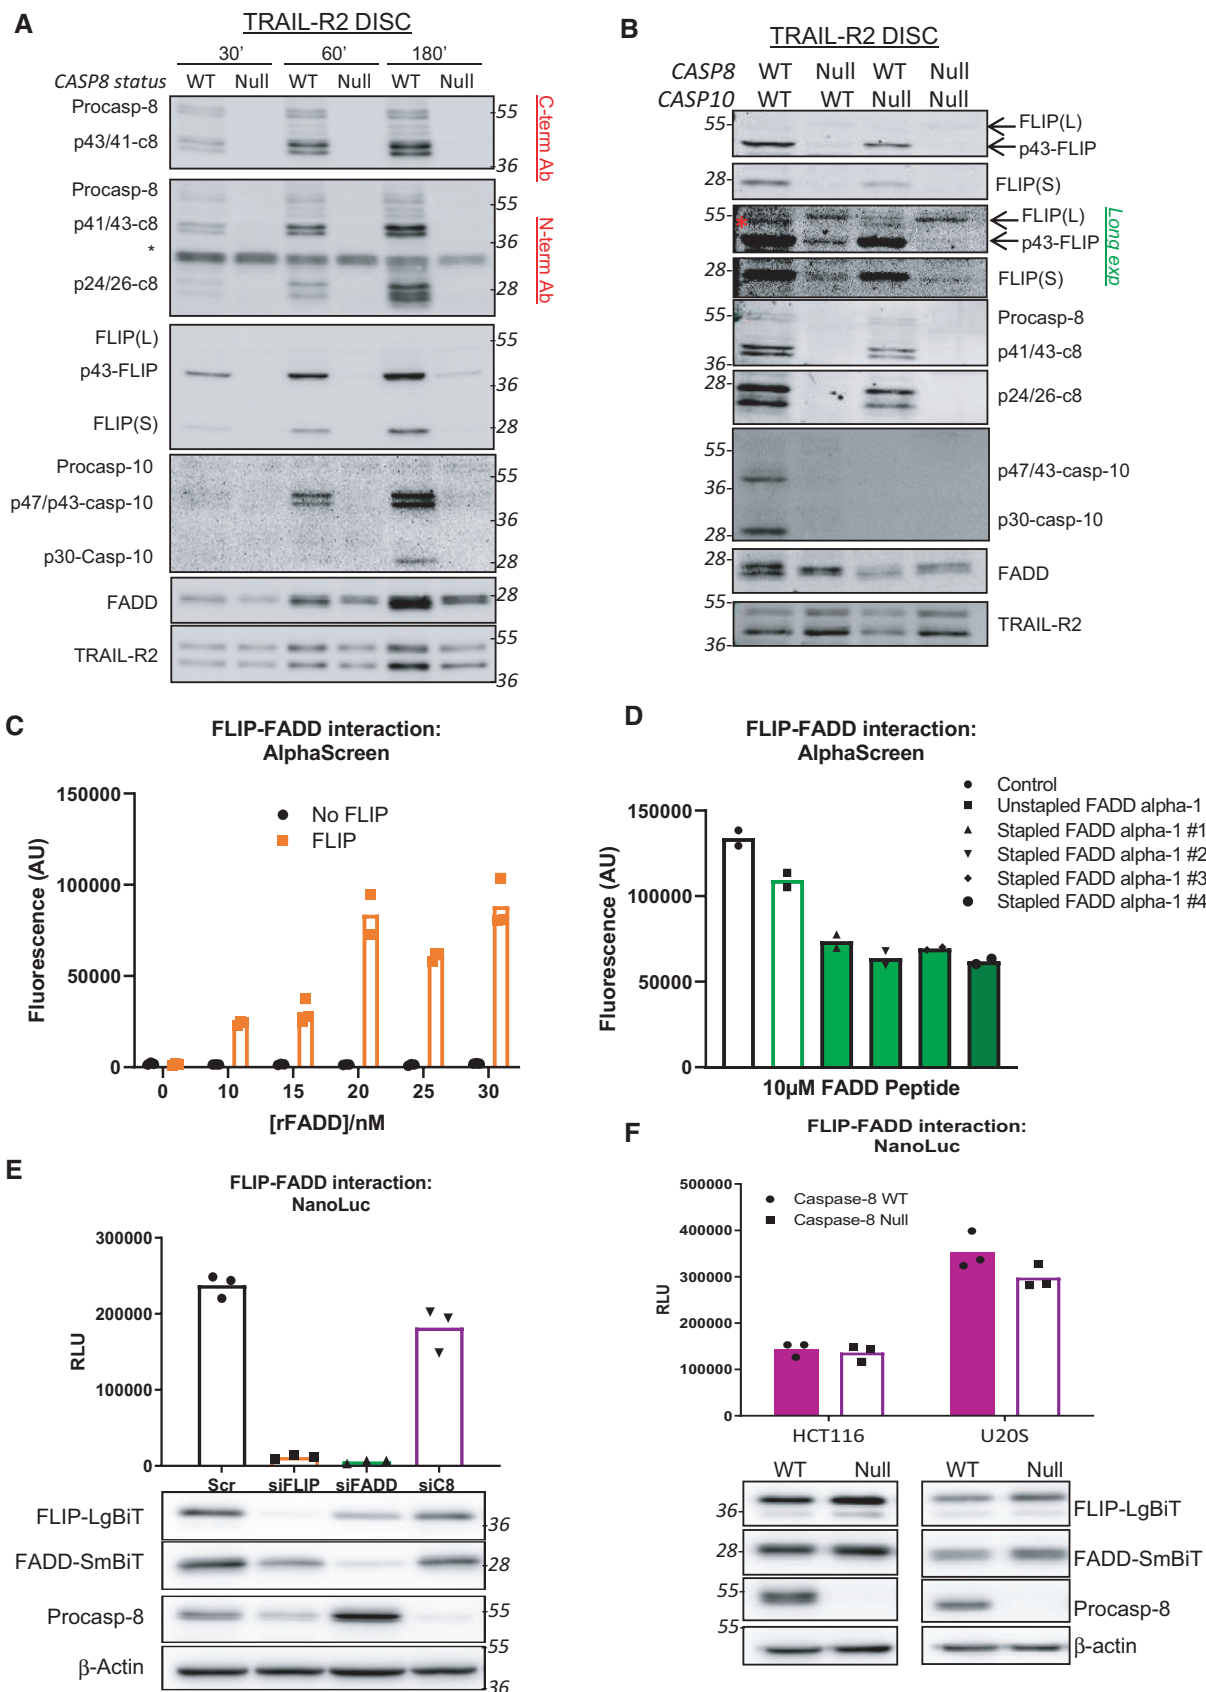 A
TRAIL-R2 DISC
30' 60' 180'
CASP8 status WT Null WT Null WT Null
Procasp-8
p43/41-c8
55
36
C-term Ab
Procasp-8
p41/43-c8
*
p24/26-c8
55
36
28
N-term Ab
FLIP(L)
p43-FLIP
FLIP(S)
55
36
28
Procasp-10
p47/p43-casp-10
p30-Casp-10
55
36
28
FADD
28
TRAIL-R2
55
36
B
TRAIL-R2 DISC
CASP8 WT Null WT Null
CASP10 WT WT Null Null
55-
36-
FLIP(L)
p43-FLIP
28-
FLIP(S)
55-
*
36-
FLIP(L)
p43-FLIP
28-
FLIP(S)
Long exp
55-
36-
Procasp-8
p41/43-c8
28-
p24/26-c8
55-
36-
28-
p47/43-casp-10
p30-casp-10
28-
FADD
55-
36-
TRAIL-R2
C
FLIP-FADD interaction:
AlphaScreen
Fluorescence (AU)
150000
100000
50000
0
No FLIP
FLIP
0 10 15 20 25 30
[rFADD]/nM
D
FLIP-FADD interaction:
AlphaScreen
Fluorescence (AU)
150000
100000
50000
0
Control
Unstapled FADD alpha-1
Stapled FADD alpha-1 #1
Stapled FADD alpha-1 #2
Stapled FADD alpha-1 #3
Stapled FADD alpha-1 #4
10µM FADD Peptide
E
FLIP-FADD interaction:
NanoLuc
RLU
300000
200000
100000
0
Scr siFLIP siFADD siC8
FLIP-LgBiT
36
FADD-SmBiT
28
Procasp-8
55
β-Actin
55
36
F
FLIP-FADD interaction:
NanoLuc
RLU
500000
400000
300000
200000
100000
0
Caspase-8 WT
Caspase-8 Null
HCT116 U20S
WT Null WT Null
36-
FLIP-LgBiT
28-
FADD-SmBiT
55-
Procasp-8
55-
β-actin